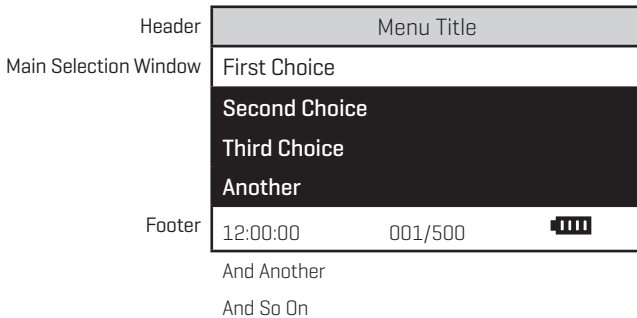 Header Menu Title
Main Selection Window First Choice
Second Choice
Third Choice
Another
Footer 12:00:00 001/500
And Another
And So On